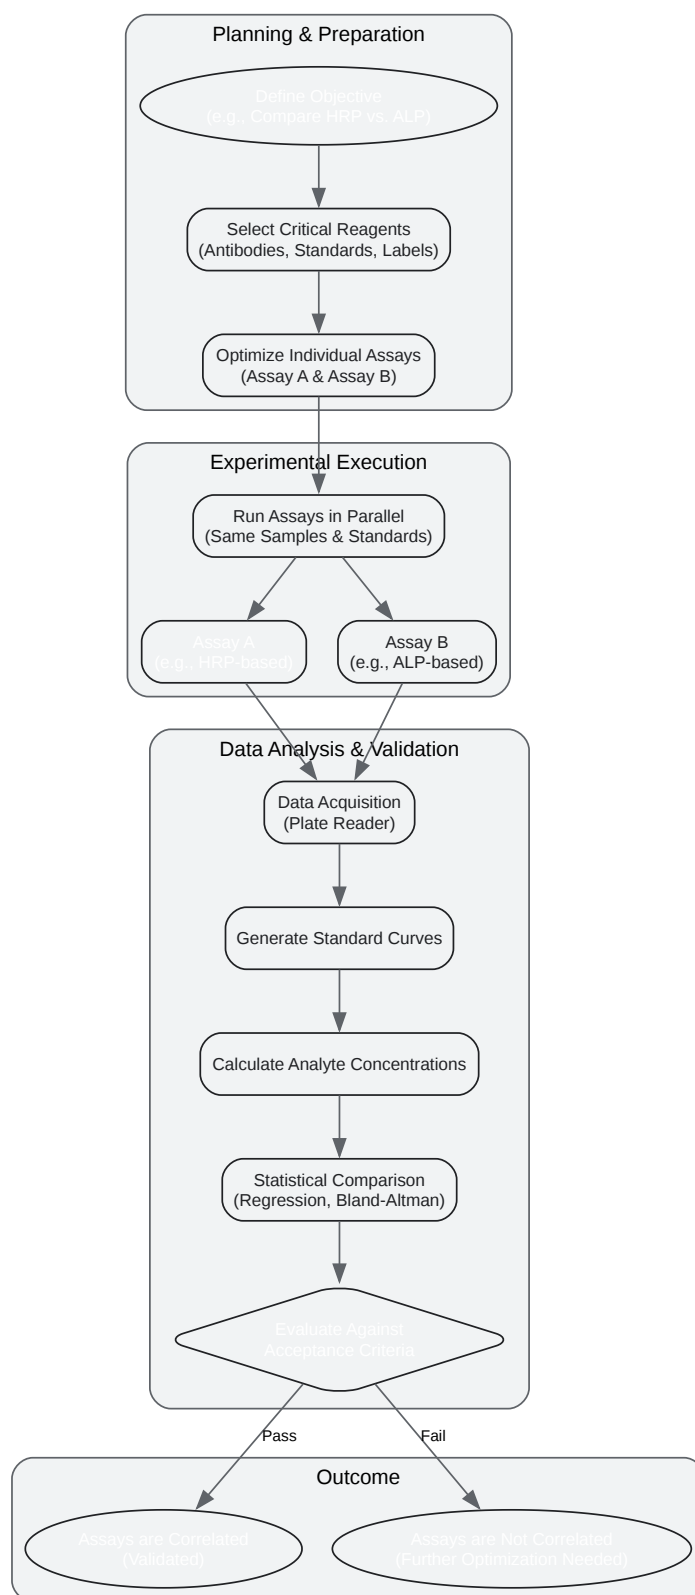 Planning & Preparation
Define Objective
(e.g., Compare HRP vs. ALP)
Select Critical Reagents
(Antibodies, Standards, Labels)
Optimize Individual Assays
(Assay A & Assay B)
Experimental Execution
Run Assays in Parallel
(Same Samples & Standards)
Assay A
(e.g., HRP-based)
Assay B
(e.g., ALP-based)
Data Analysis & Validation
Data Acquisition
(Plate Reader)
Generate Standard Curves
Calculate Analyte Concentrations
Statistical Comparison
(Regression, Bland-Altman)
Evaluate Against
Acceptance Criteria
Pass
Fail
Outcome
Assays are Correlated
(Validated)
Assays are Not Correlated
(Further Optimization Needed)